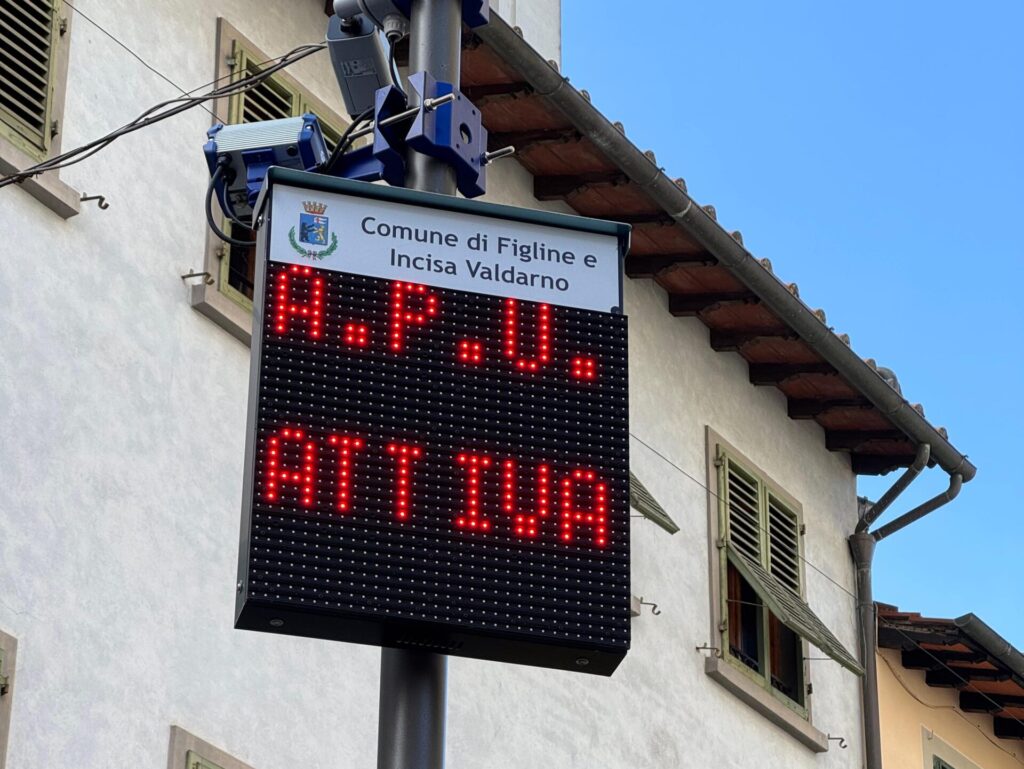 Comune di Figline e
Incisa Valdarno
A.P.U.
ATTIVA